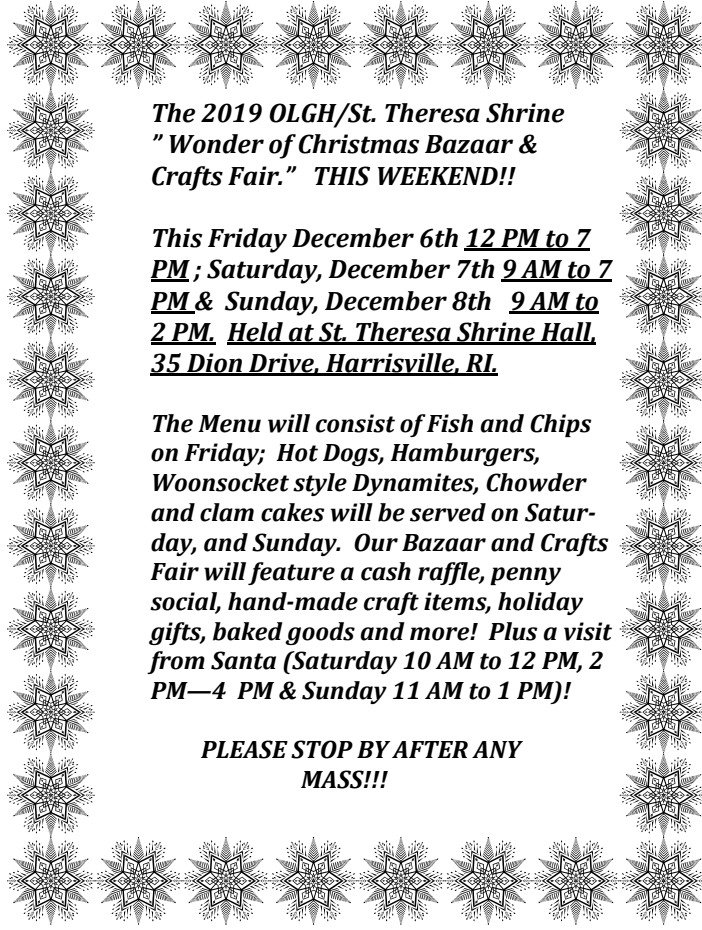 The 2019 OLGH/St. Theresa Shrine
” Wonder of Christmas Bazaar &
Crafts Fair.” THIS WEEKEND!!
This Friday December 6th 12 PM to 7
PM ; Saturday, December 7th 9 AM to 7
PM & Sunday, December 8th 9 AM to
2 PM. Held at St. Theresa Shrine Hall,
35 Dion Drive, Harrisville, RI.
The Menu will consist of Fish and Chips
on Friday; Hot Dogs, Hamburgers,
Woonsocket style Dynamites, Chowder
and clam cakes will be served on Satur-
day, and Sunday. Our Bazaar and Crafts
Fair will feature a cash raffle, penny
social, hand-made craft items, holiday
gifts, baked goods and more! Plus a visit
from Santa (Saturday 10 AM to 12 PM, 2
PM—4 PM & Sunday 11 AM to 1 PM)!
PLEASE STOP BY AFTER ANY
MASS!!!